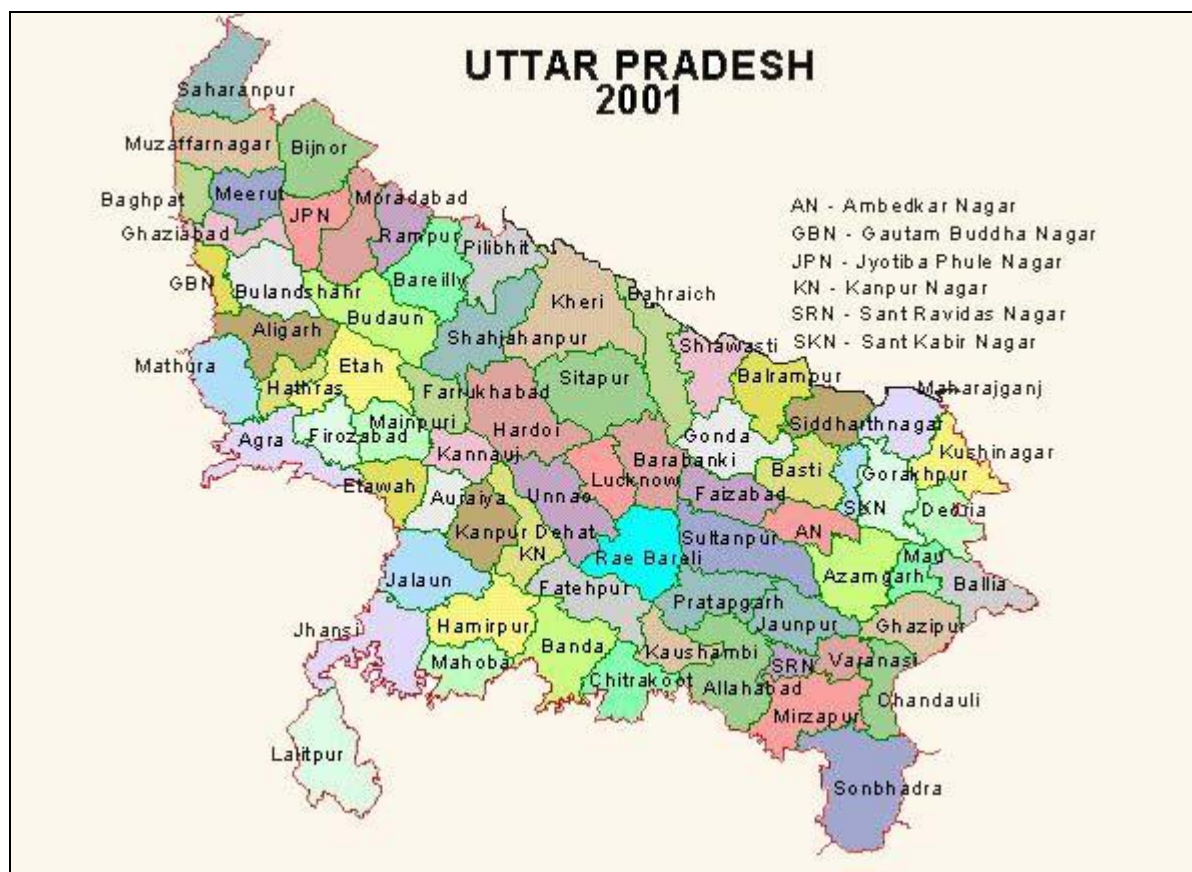 UTTAR PRADESH
2001
Saharanpur
Muzaffarnagar
Bijnor
Baghpat
Meerut
JPN
Moradabad
Ghaziabad
Rampur
Pilibhit
GBN
Bulandshahr
Bareilly
Budaun
Kheri
Bahraich
Aligarh
Shahjahanpur
Shrawasti
Mathura
Etah
Hathras
Farrukhabad
Sitapur
Balrampur
Maharajganj
Agra
Firozabad
Mainpuri
Hardoi
Gonda
Siddharthnagar
Kushinagar
Kannauj
Barabanki
Basti
Gorakhpur
Etawah
Auraiya
Unnao
Lucknow
Faizabad
SKN
Deoria
Kanpur Dehat
KN
Rae Bareli
Sultanpur
AN
Mau
Jalaun
Fatehpur
Azamgarh
Ballia
Pratapgarh
Jaunpur
Ghazipur
Jhansi
Hamirpur
Mahoba
Banda
Kaushambi
SRN
Varanasi
Chitrakoot
Allahabad
Mirzapur
Chandauli
Lalitpur
Sonbhadra
AN - Ambedkar Nagar
GBN - Gautam Buddha Nagar
JPN - Jyotiba Phule Nagar
KN - Kanpur Nagar
SRN - Sant Ravidas Nagar
SKN - Sant Kabir Nagar